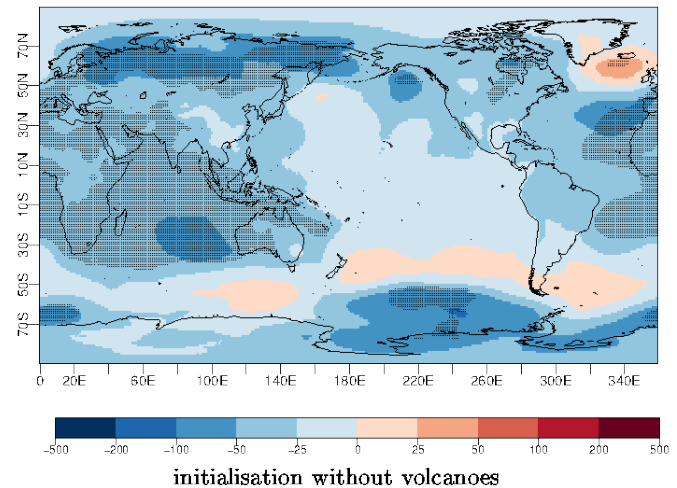 70N
50N
30N
10N
10S
30S
50S
70S
0 20E 60E 100E 140E 180E 220E 260E 300E 340E
-500 -200 -100 -50 -25 0 25 50 100 200 500
initialisation without volcanoes